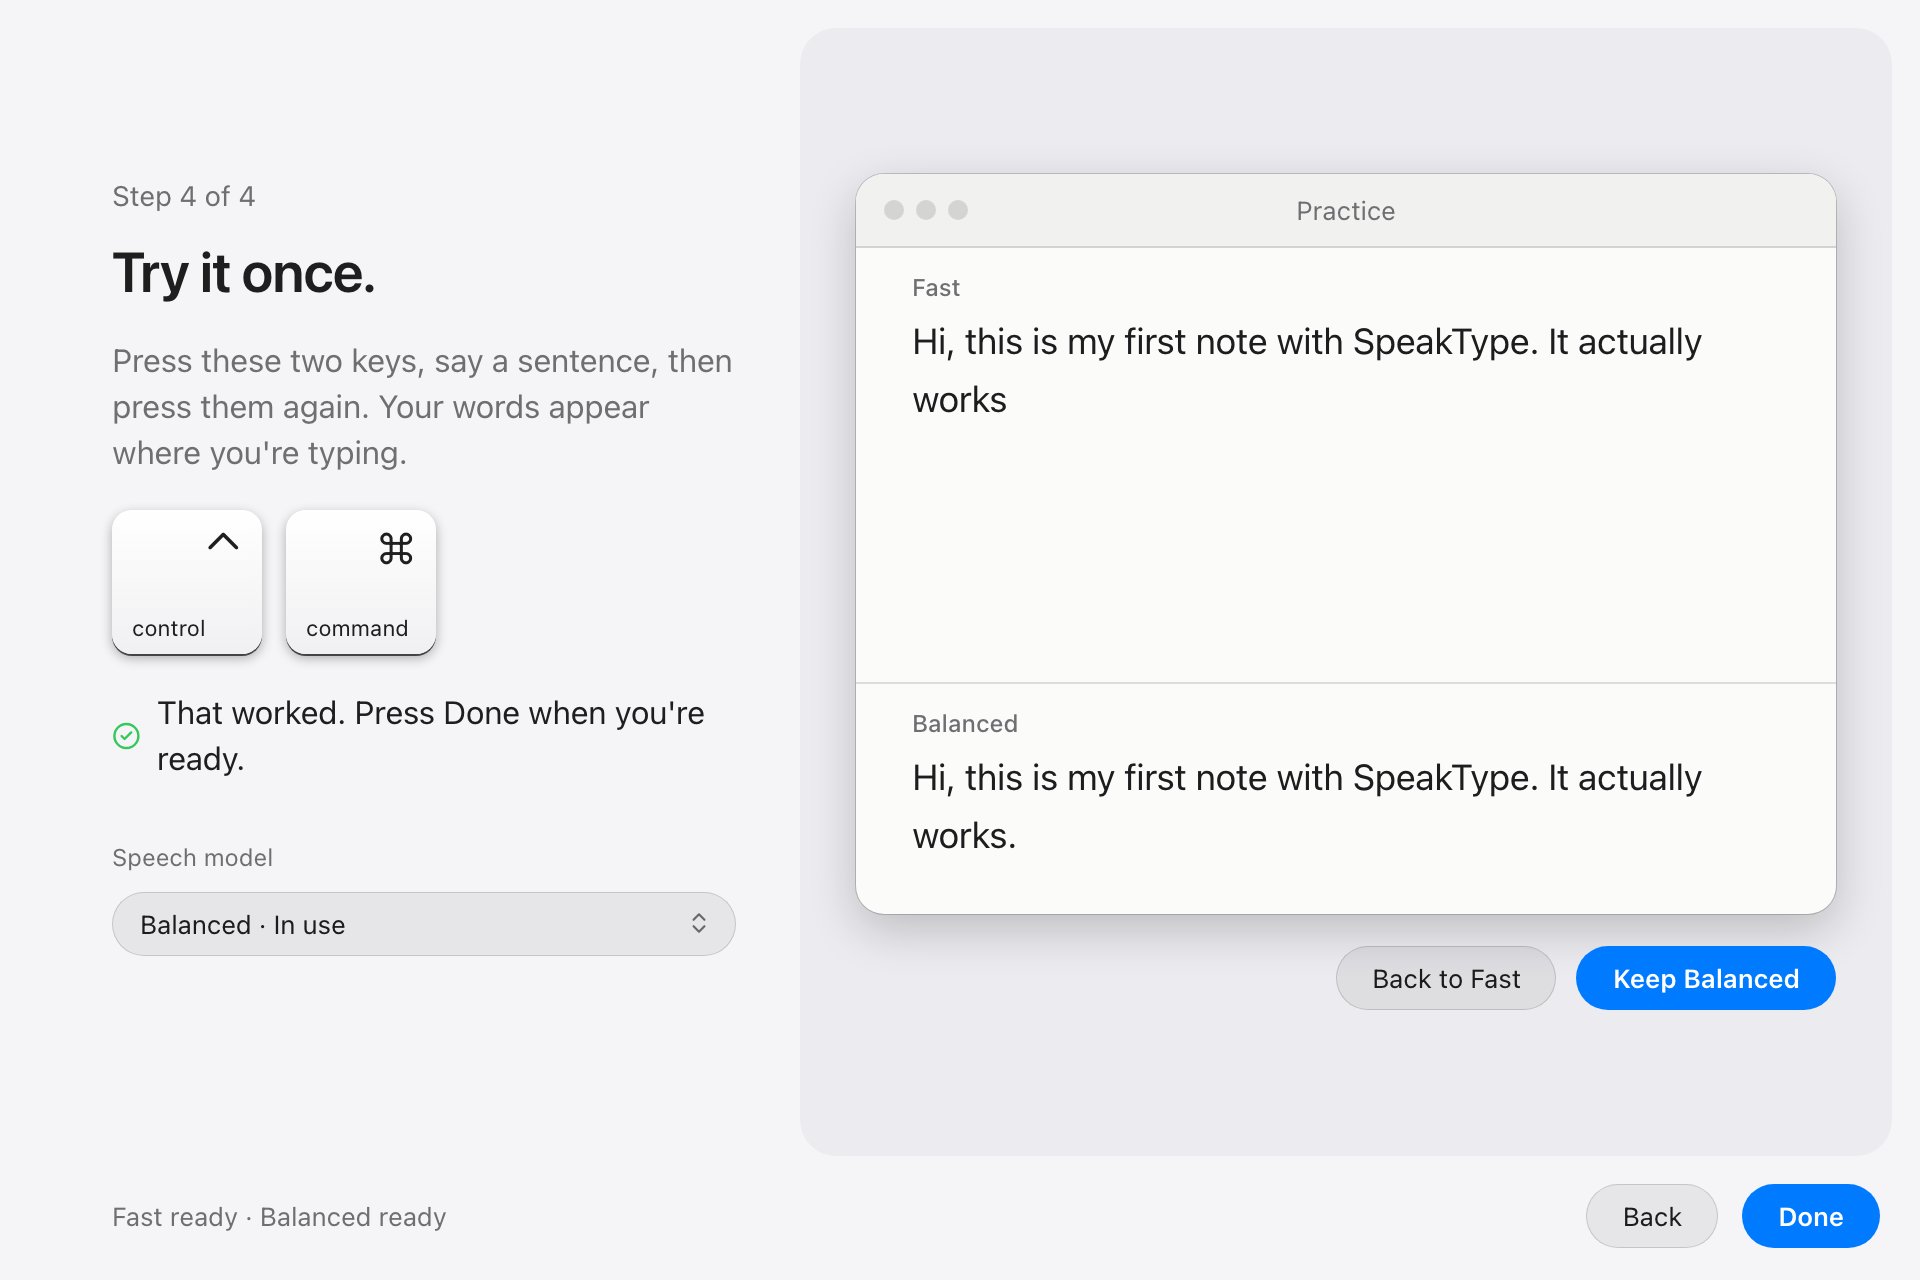 Step 4 of 4
Try it once.
Press these two keys, say a sentence, then
press them again. Your words appear
where you're typing.
⌘
control
command
That worked. Press Done when you're
ready.
Speech model
Balanced · In use
Fast ready · Balanced ready
Practice
Fast
Hi, this is my first note with SpeakType. It actually
works
Balanced
Hi, this is my first note with SpeakType. It actually
works.
Back to Fast
Keep Balanced
Back
Done